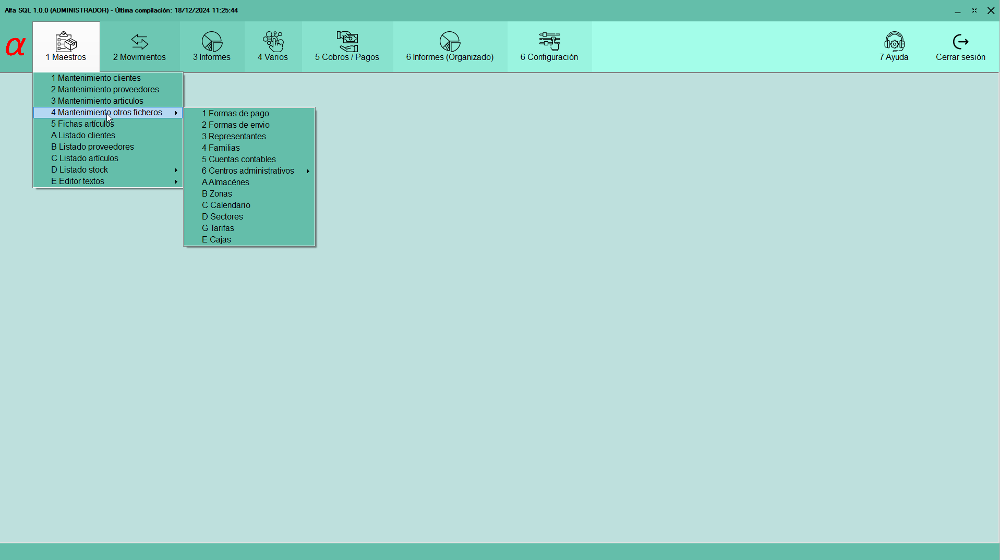 Alfa SQL 1.0.0 (ADMINISTRADOR) - Última compilación: 18/12/2024 11:25:44
α
1 Maestros
2 Movimientos
3 Informes
4 Varios
5 Cobros / Pagos
6 Informes (Organizado)
6 Configuración
7 Ayuda
Cerrar sesión
1 Mantenimiento clientes
2 Mantenimiento proveedores
3 Mantenimiento articulos
4 Mantenimiento otros ficheros
5 Fichas artículos
A Listado clientes
B Listado proveedores
C Listado artículos
D Listado stock
E Editor textos
1 Formas de pago
2 Formas de envio
3 Representantes
4 Familias
5 Cuentas contables
6 Centros administrativos
A Almacénes
B Zonas
C Calendario
D Sectores
G Tarifas
E Cajas